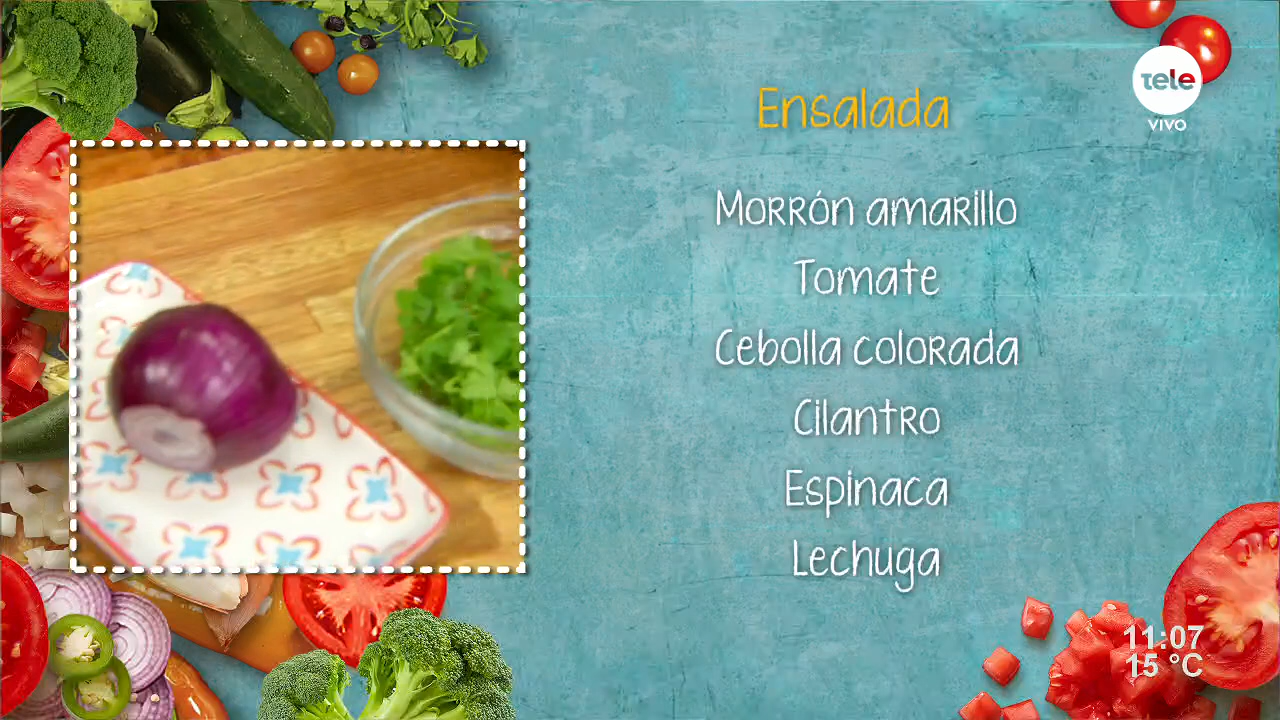 Ensalada
tele
VIVO
Morrón amarillo
Tomate
Cebolla colorada
Cilantro
Espinaca
Lechuga
11:07
15 °C